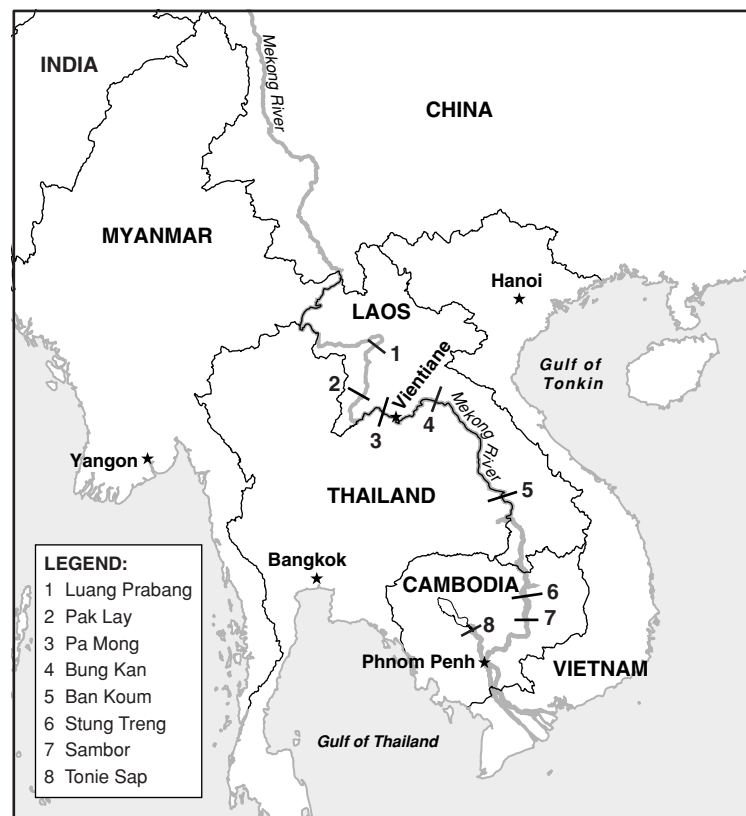 INDIA
Mekong River
CHINA
MYANMAR
Hanoi
LAOS
1
Gulf of
Tonkin
2
Vientiane
3
4
Mekong River
Yangon
THAILAND
5
LEGEND:
1 Luang Prabang
2 Pak Lay
3 Pa Mong
4 Bung Kan
5 Ban Koum
6 Stung Treng
7 Sambor
8 Tonie Sap
Bangkok
CAMBODIA
6
7
8
Phnom Penh
VIETNAM
Gulf of Thailand